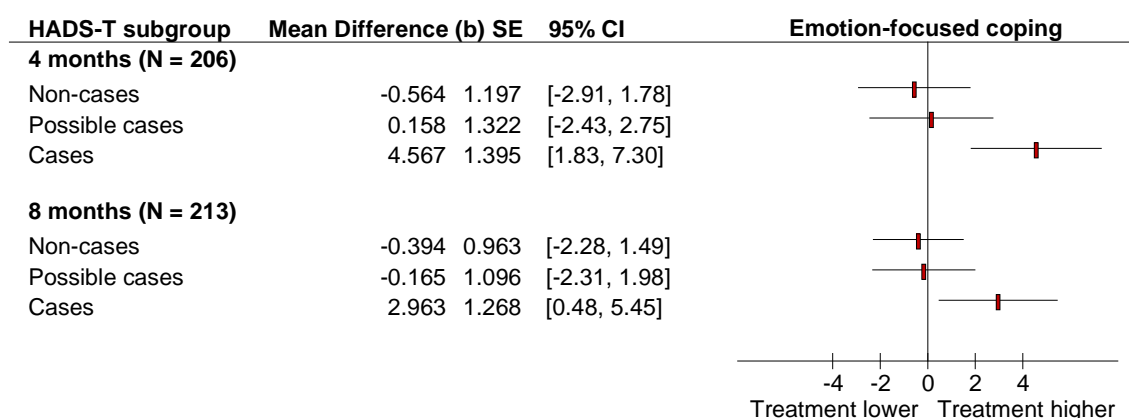 HADS-T subgroup Mean Difference (b) SE 95% CI Emotion-focused coping
4 months (N = 206)
Non-cases -0.564 1.197 [-2.91, 1.78]
Possible cases 0.158 1.322 [-2.43, 2.75]
Cases 4.567 1.395 [1.83, 7.30]
8 months (N = 213)
Non-cases -0.394 0.963 [-2.28, 1.49]
Possible cases -0.165 1.096 [-2.31, 1.98]
Cases 2.963 1.268 [0.48, 5.45]
-4 -2 0 2 4
Treatment lower Treatment higher